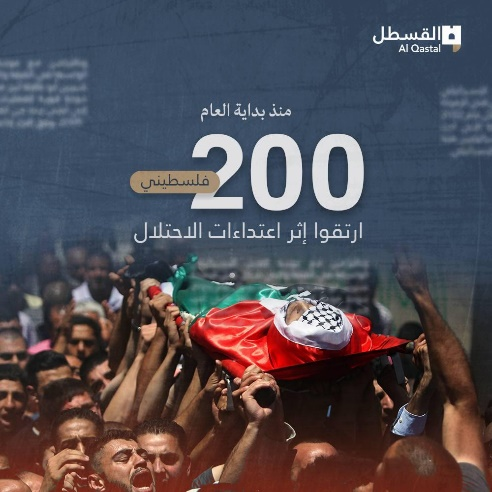 القسطل
Al Qastal
منذ بداية العام
200 فلسطيني
ارتقوا إثر اعتداءات الاحتلال